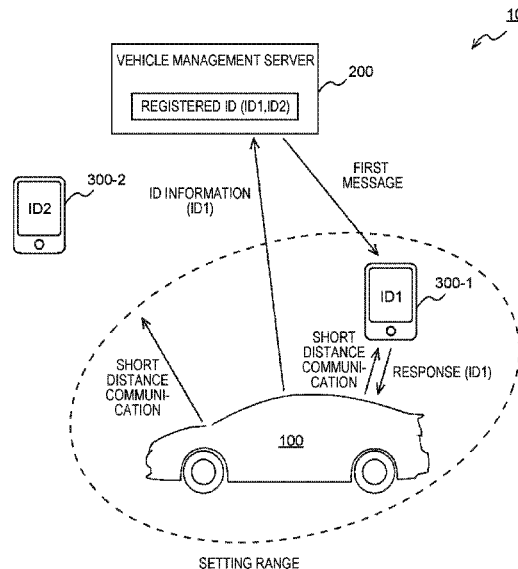 10
VEHICLE MANAGEMENT SERVER
200
REGISTERED ID (ID1,ID2)
FIRST
MESSAGE
ID INFORMATION
(ID1)
300-2
ID2
ID1
300-1
SHORT
DISTANCE
COMMUNI-
CATION
RESPONSE (ID1)
SHORT
DISTANCE
COMMUNI-
CATION
100
SETTING RANGE